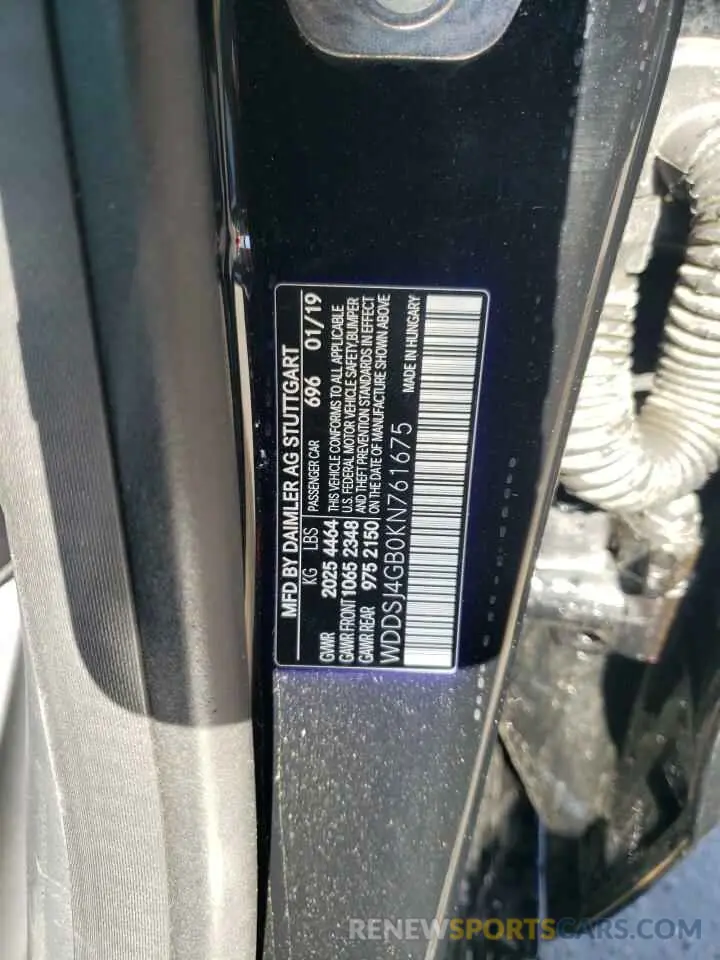 MFD BY DAIMLER AG STUTTGART
KG LBS PASSENGER CAR 696 01/19
GVWR 2025 4464 THIS VEHICLE CONFORMS TO ALL APPLICABLE
GAWR FRONT 1065 2348 U.S. FEDERAL MOTOR VEHICLE SAFETY,BUMPER
GAWR REAR 975 2150 AND THEFT PREVENTION STANDARDS IN EFFECT
ON THE DATE OF MANUFACTURE SHOWN ABOVE
WDDSJ4GB0KN761675 MADE IN HUNGARY
RENEWSPORTSCARS.COM